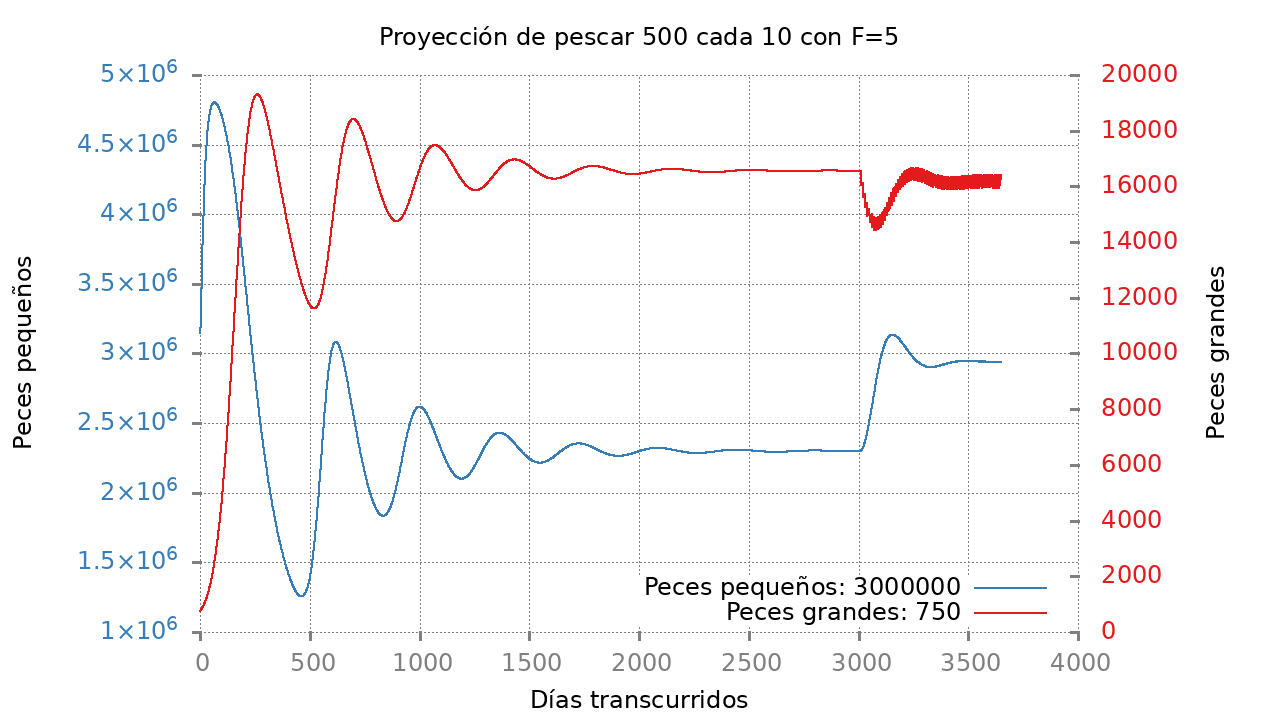 Proyección de pescar 500 cada 10 con F=5
Peces pequeños
5×10⁶
4.5×10⁶
4×10⁶
3.5×10⁶
3×10⁶
2.5×10⁶
2×10⁶
1.5×10⁶
1×10⁶
20000
18000
16000
14000
12000
10000
8000
6000
4000
2000
0
Peces grandes
Peces pequeños: 3000000
Peces grandes: 750
0 500 1000 1500 2000 2500 3000 3500 4000
Días transcurridos